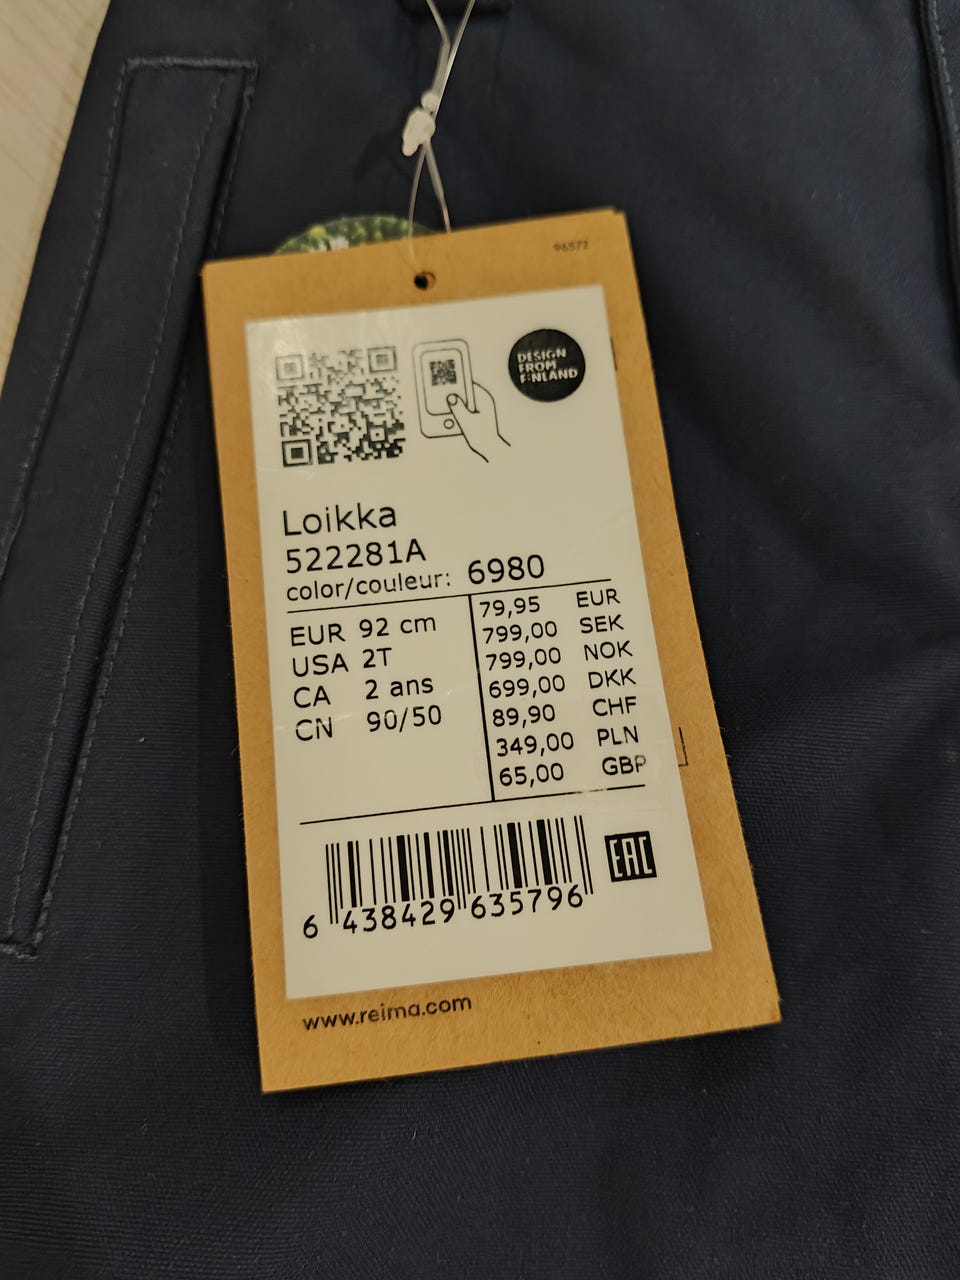 96572
DESIGN
FROM
FINLAND
Loikka
522281A
color/couleur: 6980
EUR 92 cm
USA 2T
CA 2 ans
CN 90/50
79,95 EUR
799,00 SEK
799,00 NOK
699,00 DKK
89,90 CHF
349,00 PLN
65,00 GBP
EAC
6 438429 635796
www.reima.com